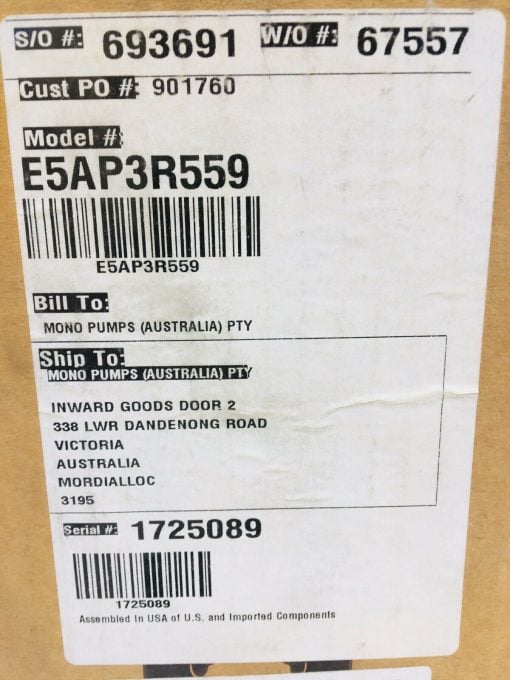 S/O #: 693691 W/O #: 67557
Cust PO #: 901760
Model #:
E5AP3R559
E5AP3R559
Bill To:
MONO PUMPS (AUSTRALIA) PTY
Ship To:
MONO PUMPS (AUSTRALIA) PTY
INWARD GOODS DOOR 2
338 LWR DANDENONG ROAD
VICTORIA
AUSTRALIA
MORDIALLOC
3195
Serial #: 1725089
1725089
Assembled In USA of U.S. and Imported Components